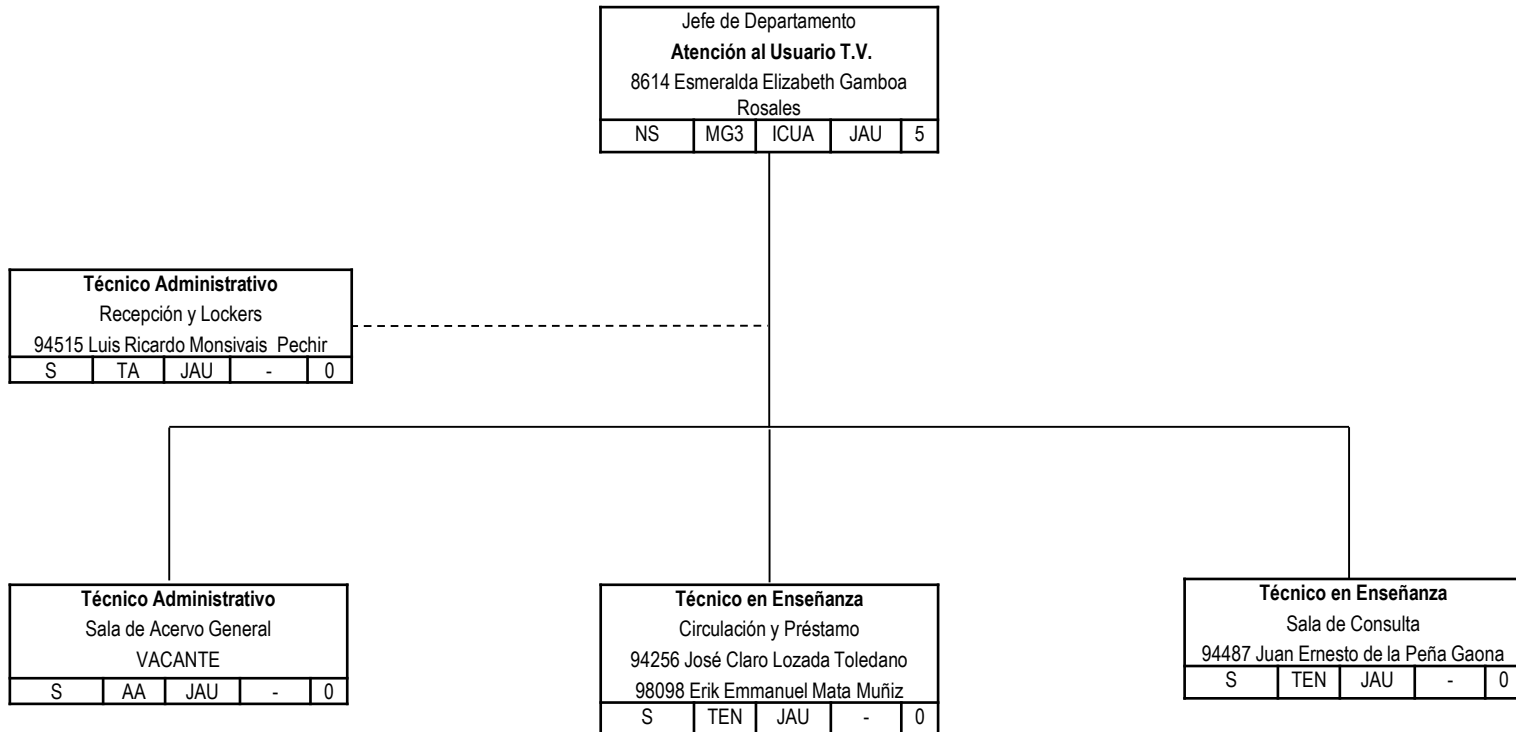 Jefe de Departamento
Atención al Usuario T.V.
8614 Esmeralda Elizabeth Gamboa
Rosales
NS MG3 ICUA JAU 5
Técnico Administrativo
Recepción y Lockers
94515 Luis Ricardo Monsivais Pechir
S TA JAU - 0
Técnico Administrativo
Sala de Acervo General
VACANTE
S AA JAU - 0
Técnico en Enseñanza
Circulación y Préstamo
94256 José Claro Lozada Toledano
98098 Erik Emmanuel Mata Muñiz
S TEN JAU - 0
Técnico en Enseñanza
Sala de Consulta
94487 Juan Ernesto de la Peña Gaona
S TEN JAU - 0